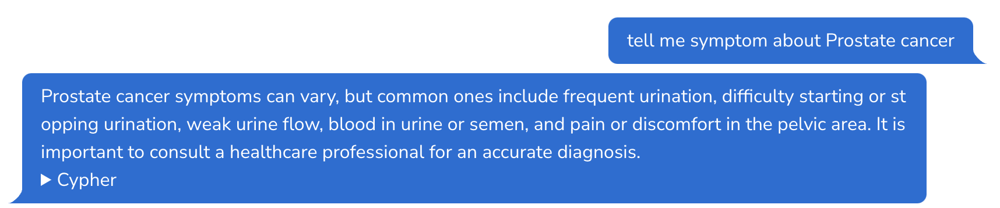 tell me symptom about Prostate cancer
Prostate cancer symptoms can vary, but common ones include frequent urination, difficulty starting or st
opping urination, weak urine flow, blood in urine or semen, and pain or discomfort in the pelvic area. It is
important to consult a healthcare professional for an accurate diagnosis.
▶ Cypher